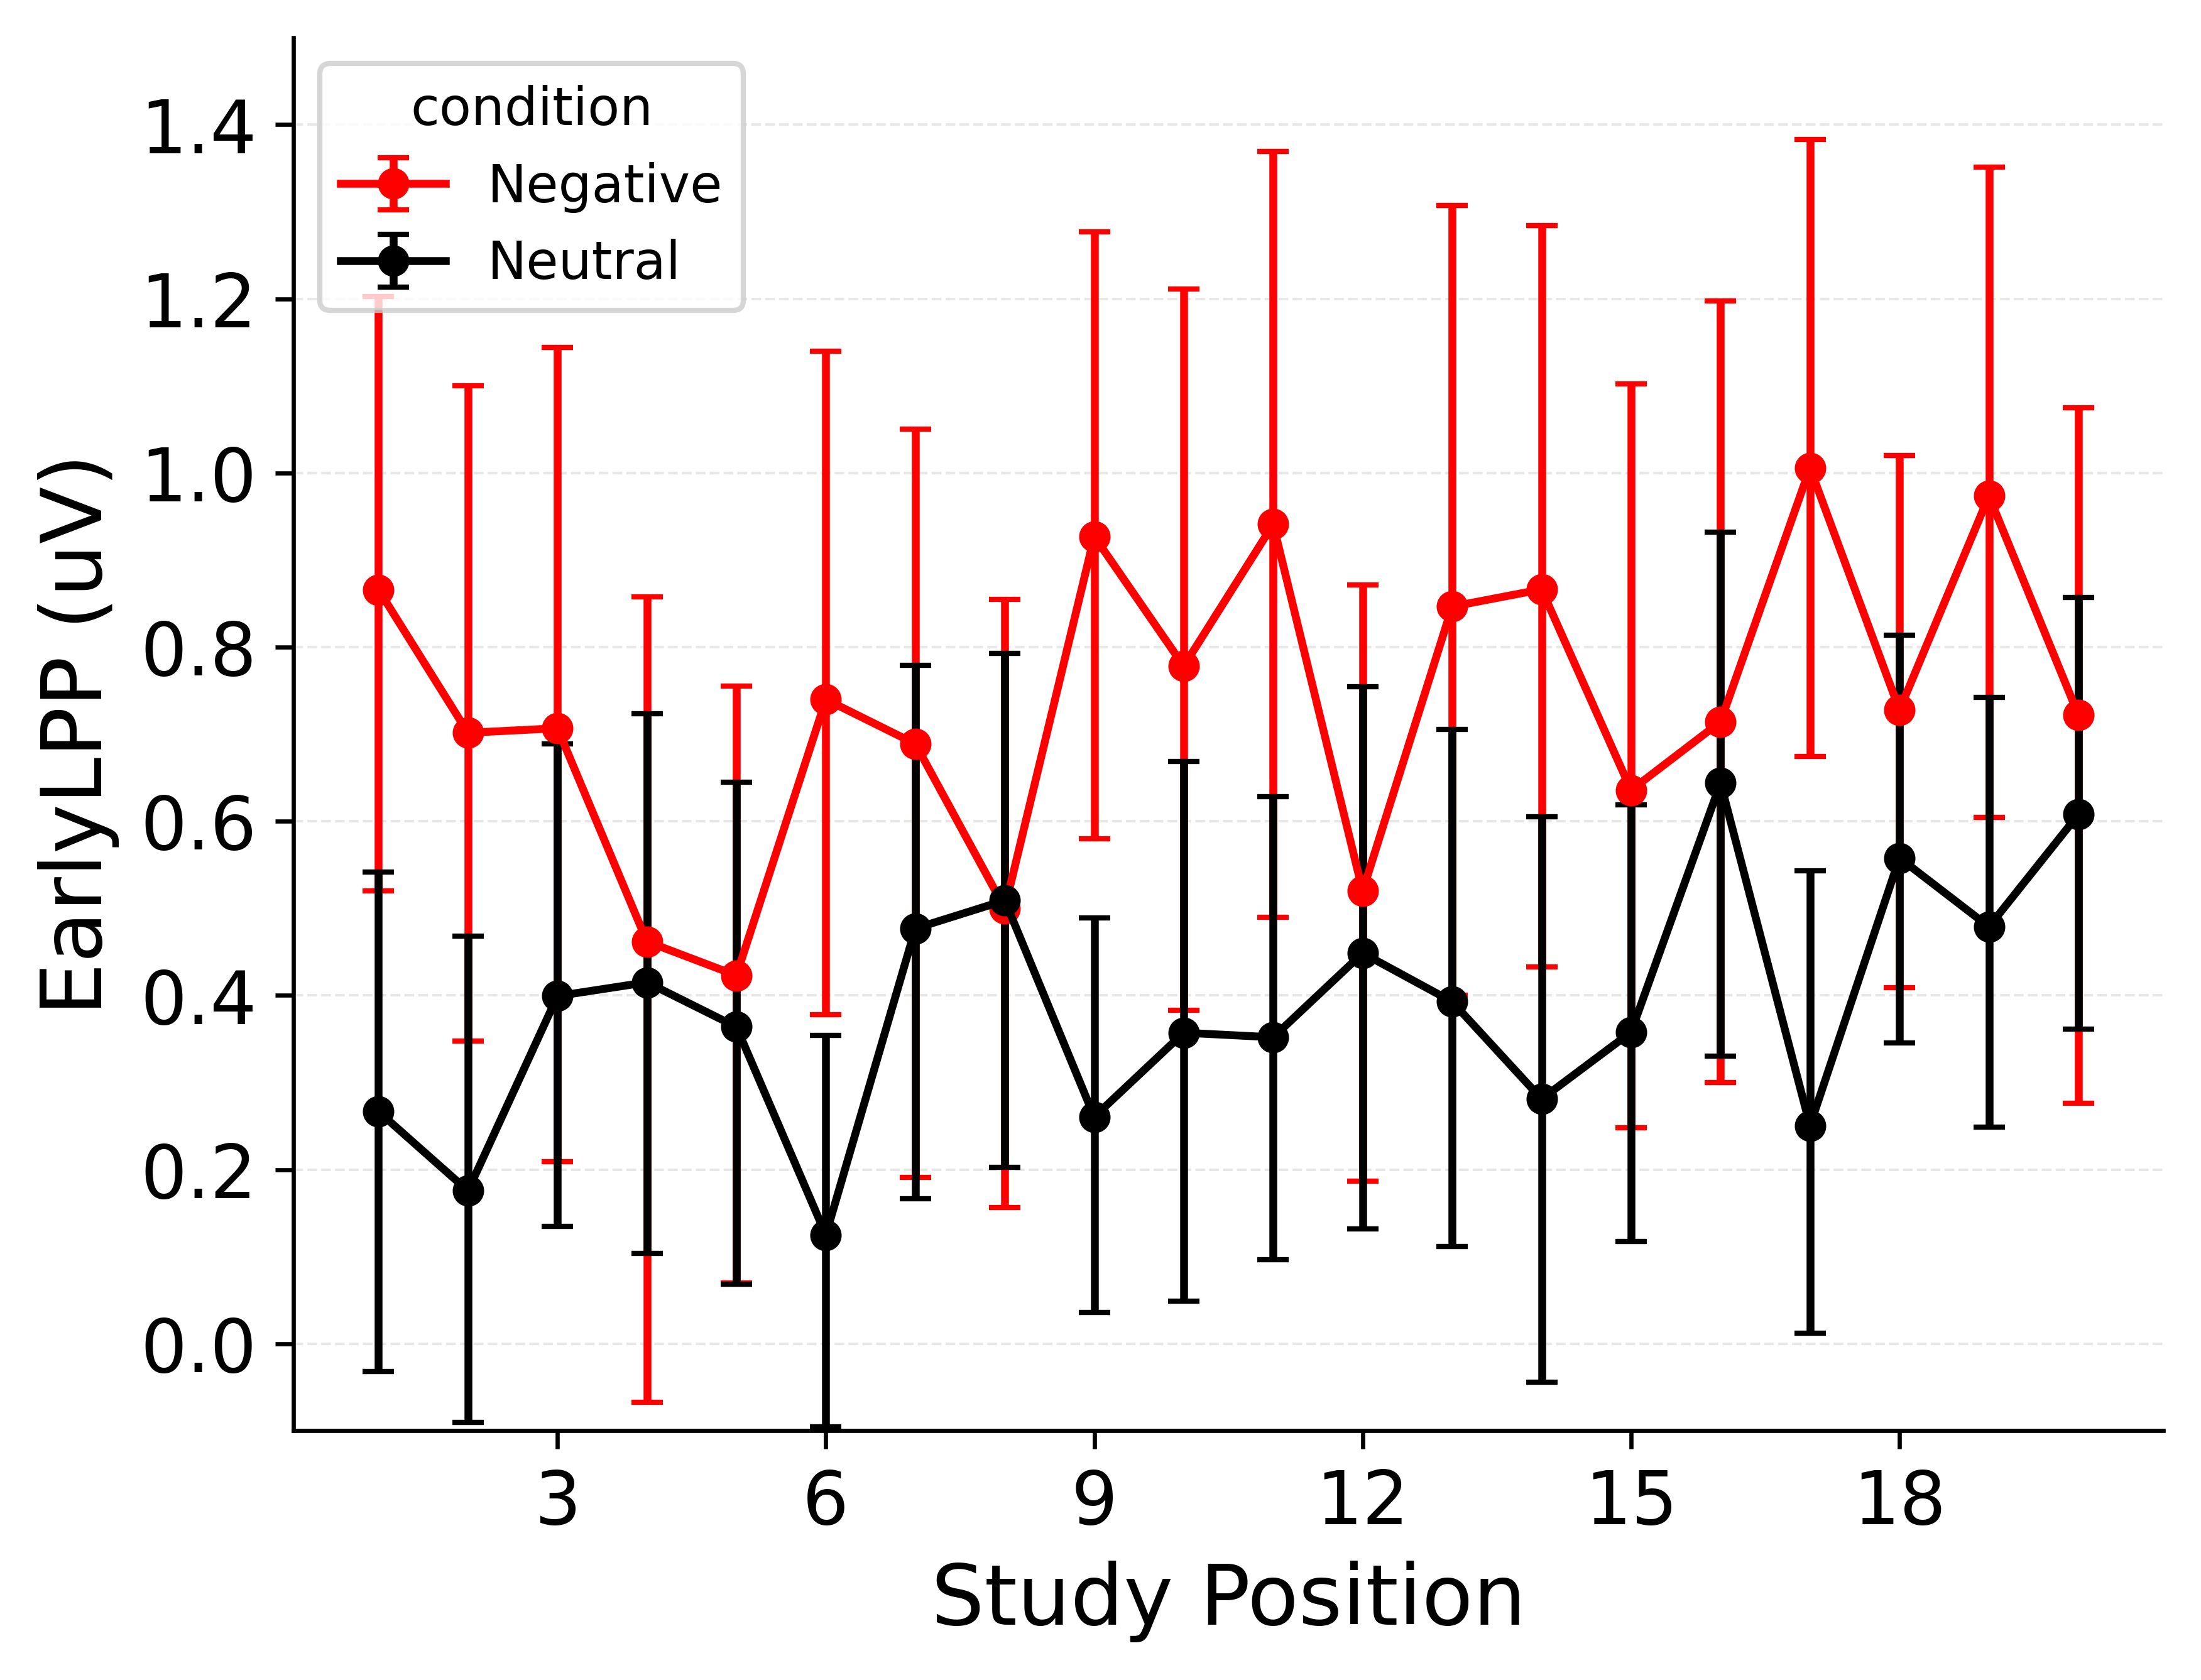 condition
Negative
Neutral
EarlyLPP (uV)
1.4
1.2
1.0
0.8
0.6
0.4
0.2
0.0
3 6 9 12 15 18
Study Position